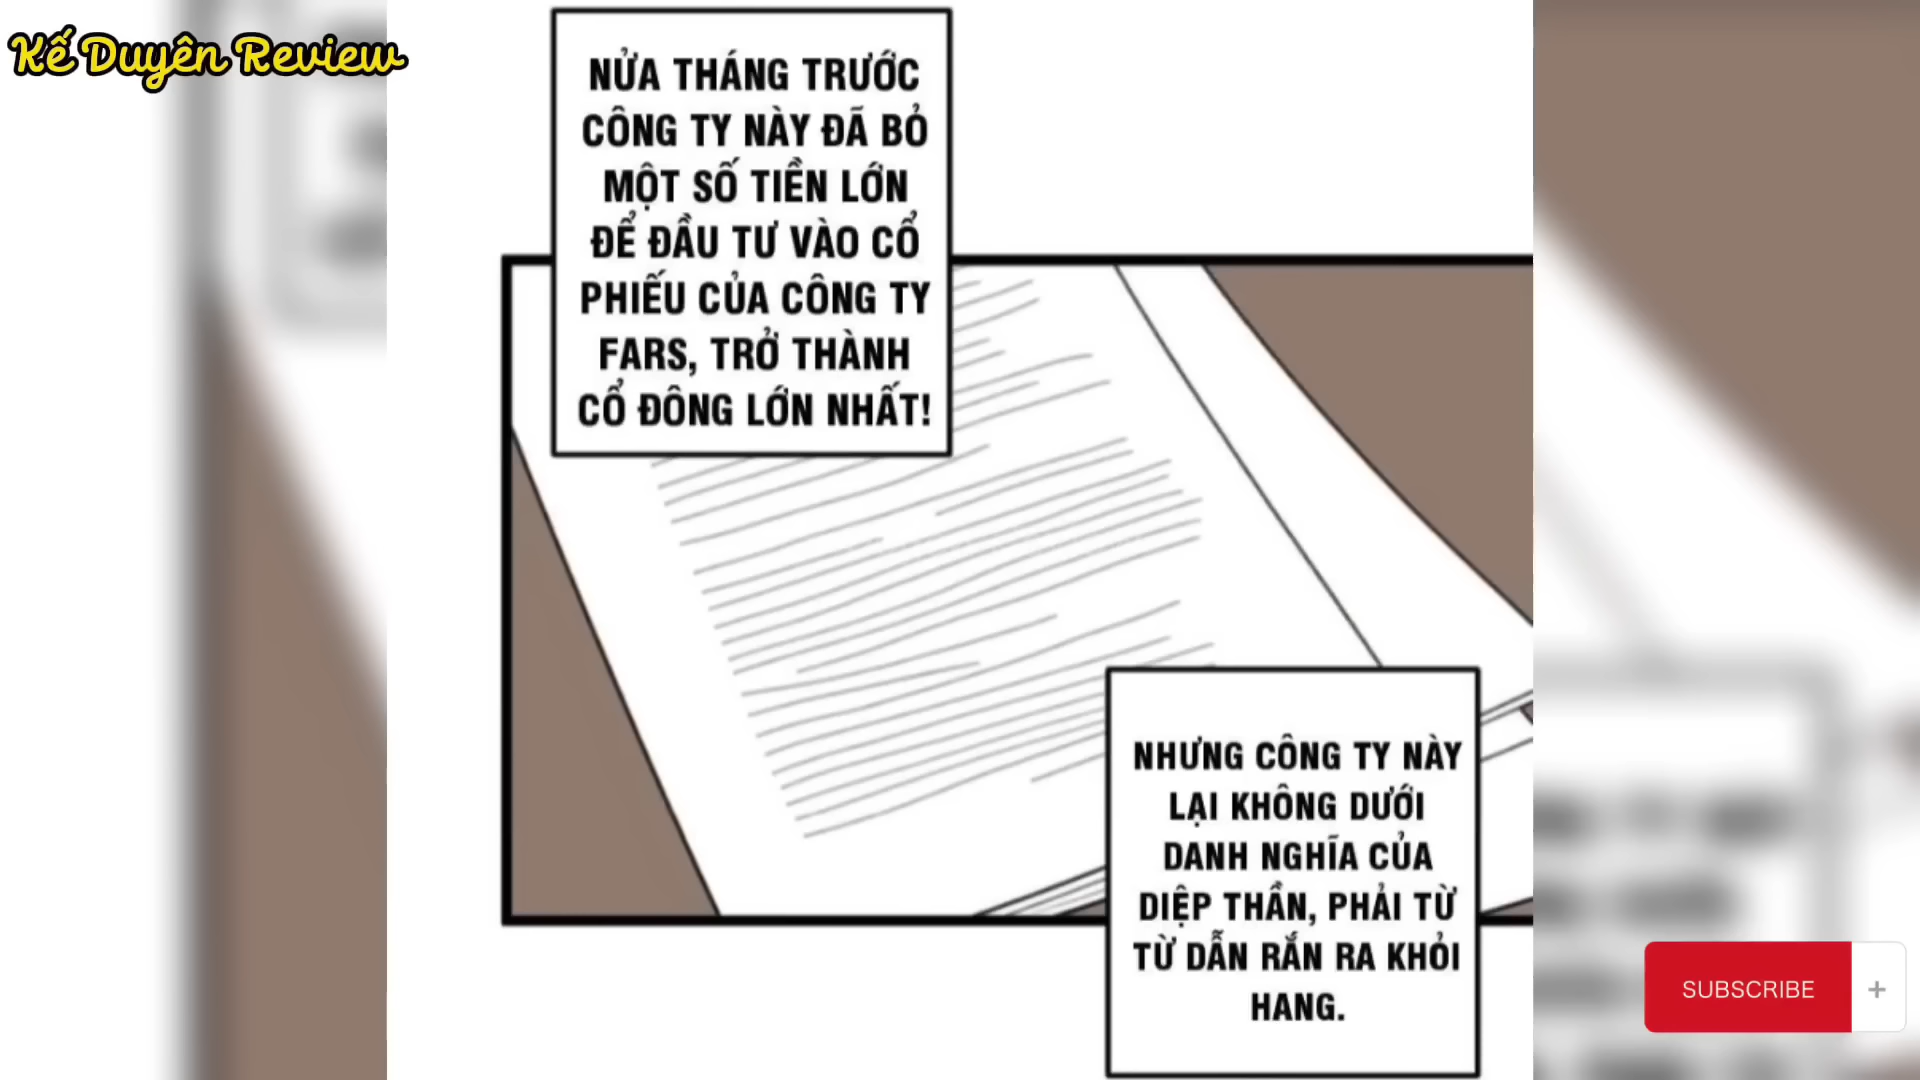 Kế Duyên Review
NỬA THÁNG TRƯỚC
CÔNG TY NÀY ĐÃ BỎ
MỘT SỐ TIỀN LỚN
ĐỂ ĐẦU TƯ VÀO CỔ
PHIẾU CỦA CÔNG TY
FARS, TRỞ THÀNH
CỔ ĐÔNG LỚN NHẤT!
NHƯNG CÔNG TY NÀY
LẠI KHÔNG DƯỚI
DANH NGHĨA CỦA
DIỆP THẦN, PHẢI TỪ
TỪ DẪN RẮN RA KHỎI
HANG.
SUBSCRIBE +